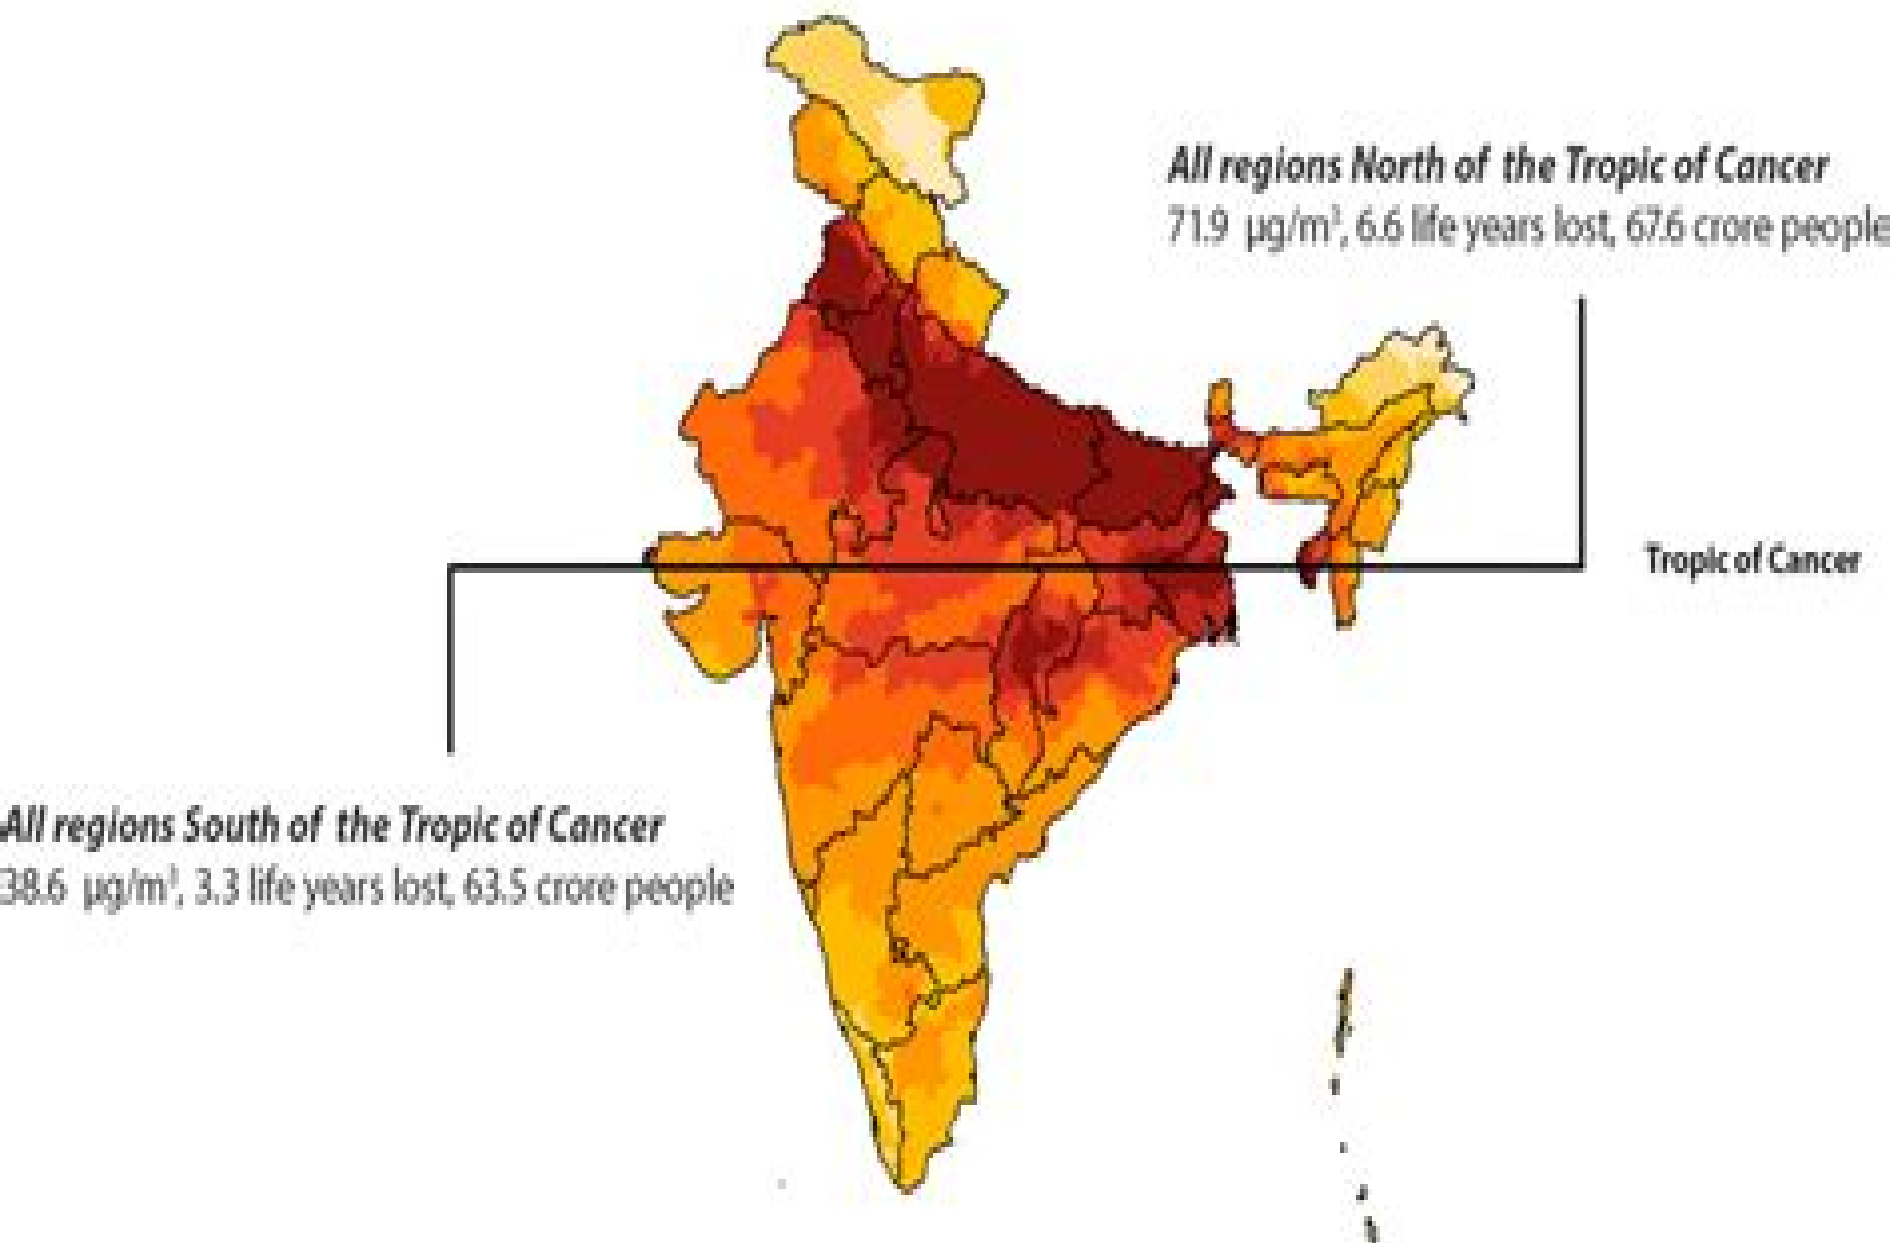 All regions North of the Tropic of Cancer
71.9 µg/m³, 6.6 life years lost, 67.6 crore people
Tropic of Cancer
All regions South of the Tropic of Cancer
38.6 µg/m³, 3.3 life years lost, 63.5 crore people